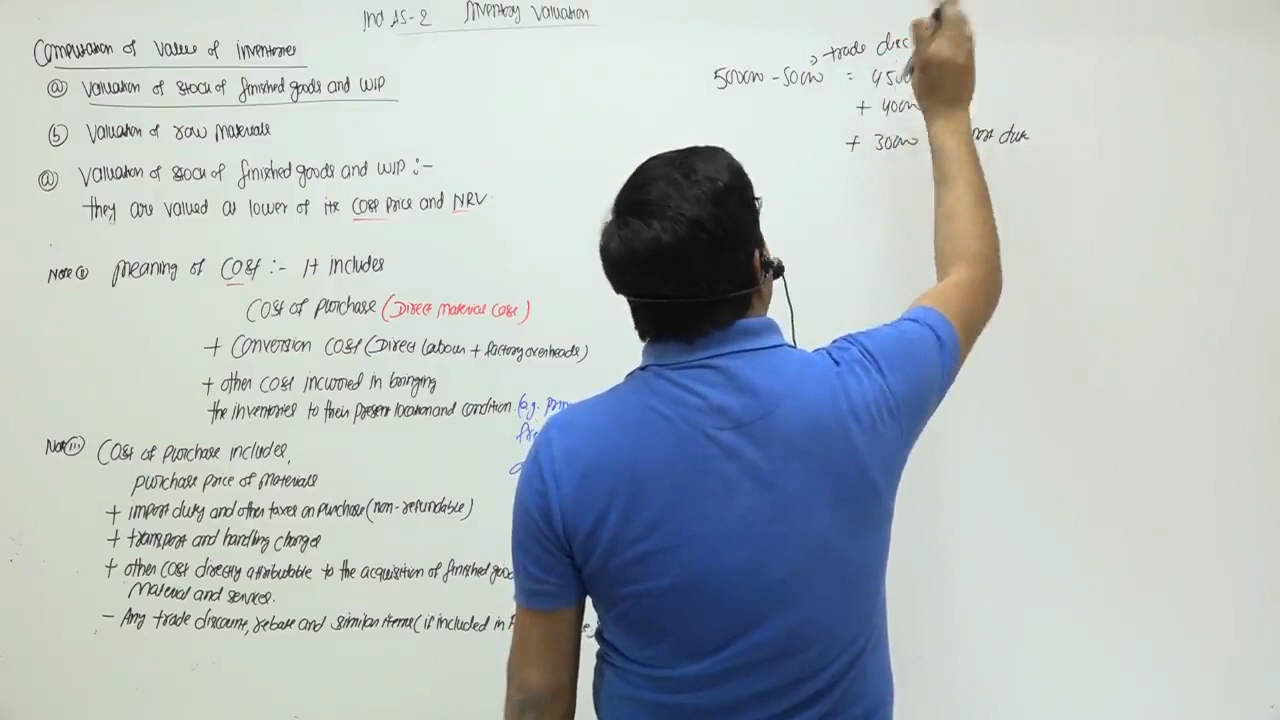 Ind AS-2 Inventory Valuation
Computation of value of inventories
(a) Valuation of stock of finished goods and WIP
(b) Valuation of raw materials
(a) Valuation of stock of finished goods and WIP :-
they are valued at lower of its cost price and NRV
Note (i) Meaning of Cost :- It includes
Cost of purchase (Direct material cost)
+ Conversion cost (Direct labour + factory overheads)
+ other cost incurred in bringing
the inventories to their present location and condition. (e.g.
Note (ii) Cost of purchase includes,
purchase price of materials
+ import duty and other taxes on purchase (non-refundable)
+ transport and handling charges
+ other cost directly attributable to the acquisition of finished
material and services.
- Any trade discount, rebate and similar items (if included in
trade
50000 - 5000 =
+
+ 3000